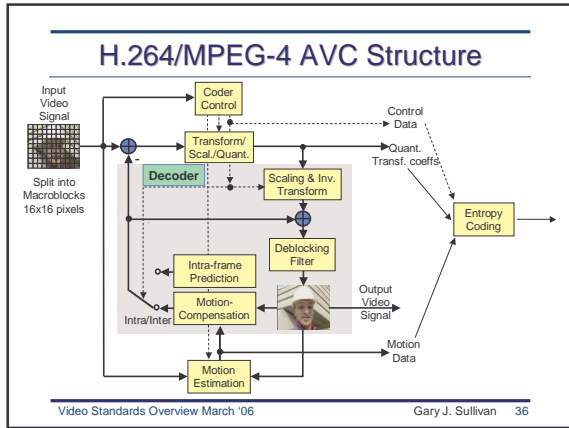 H.264/MPEG-4 AVC Structure
Input
Video
Signal
Coder
Control
Control
Data
Transform/
Scal./Quant.
Quant.
Transf. coeffs
-
Decoder
Split into
Macroblocks
16x16 pixels
Scaling & Inv.
Transform
Entropy
Coding
Deblocking
Filter
Intra-frame
Prediction
Output
Video
Signal
Motion-
Compensation
Intra/Inter
Motion
Data
Motion
Estimation
Video Standards Overview March '06
Gary J. Sullivan 36